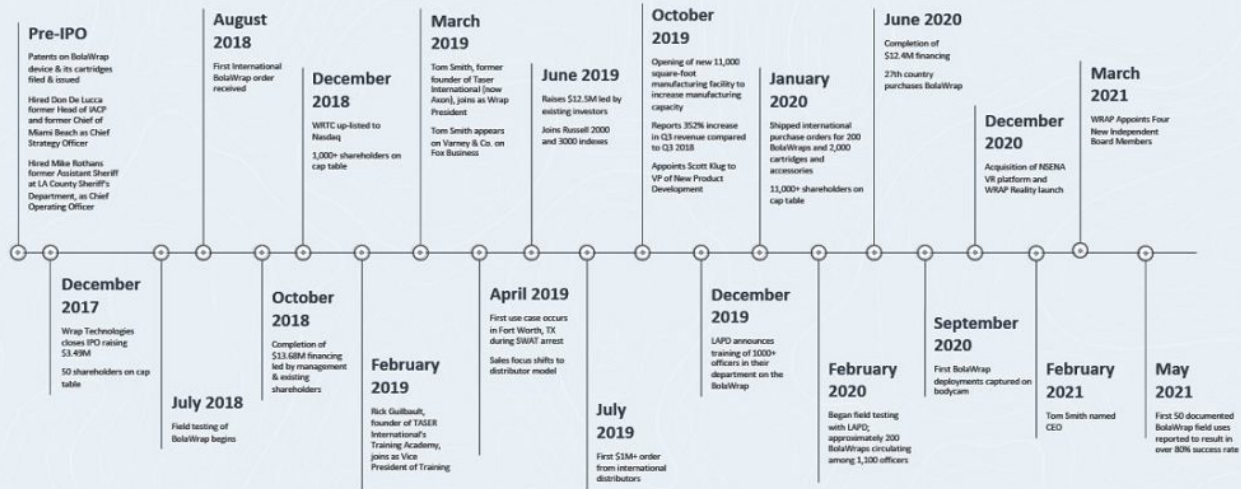 Pre-IPO
Patents on BolaWrap
device & its cartridges
filed & issued
Hired Don De Lucca
former Head of IACP
and former Chief of
Miami Beach as Chief
Strategy Officer
Hired Mike Rothans
former Assistant Sheriff
at LA County Sheriff's
Department, as Chief
Operating Officer
December
2017
Wrap Technologies
closes IPO raising
$3.49M
50 shareholders on cap
table
July 2018
Field testing of
BolaWrap begins
August
2018
First International
BolaWrap order
received
October
2018
Completion of
$13.68M financing
led by management
& existing
shareholders
December
2018
WRTC up-listed to
Nasdaq
1,000+ shareholders on
cap table
February
2019
Rick Guilbault,
founder of TASER
International's
Training Academy,
joins as Vice
President of Training
March
2019
Tom Smith, former
founder of Taser
International (now
Axon), joins as Wrap
President
Tom Smith appears
on Varney & Co. on
Fox Business
April 2019
First use case occurs
in Fort Worth, TX
during SWAT arrest
Sales focus shifts to
distributor model
June 2019
Raises $12.5M led by
existing investors
Joins Russell 2000
and 3000 indexes
July
2019
First $1M+ order
from international
distributors
October
2019
Opening of new 11,000
square-foot
manufacturing facility to
increase manufacturing
capacity
Reports 352% increase
in Q3 revenue compared
to Q3 2018
Appoints Scott Klug to
VP of New Product
Development
December
2019
LAPD announces
training of 1000+
officers in their
department on the
BolaWrap
January
2020
Shipped international
purchase orders for 200
BolaWraps and 2,000
cartridges and
accessories
11,000+ shareholders on
cap table
February
2020
Began field testing
with LAPD;
approximately 200
BolaWraps circulating
among 1,100 officers
June 2020
Completion of
$12.4M financing
27th country
purchases BolaWrap
September
2020
First BolaWrap
deployments captured on
bodycam
December
2020
Acquisition of NSENA
VR platform and
WRAP Reality launch
February
2021
Tom Smith named
CEO
March
2021
WRAP Appoints Four
New Independent
Board Members
May
2021
First 50 documented
BolaWrap field uses
reported to result in
over 80% success rate